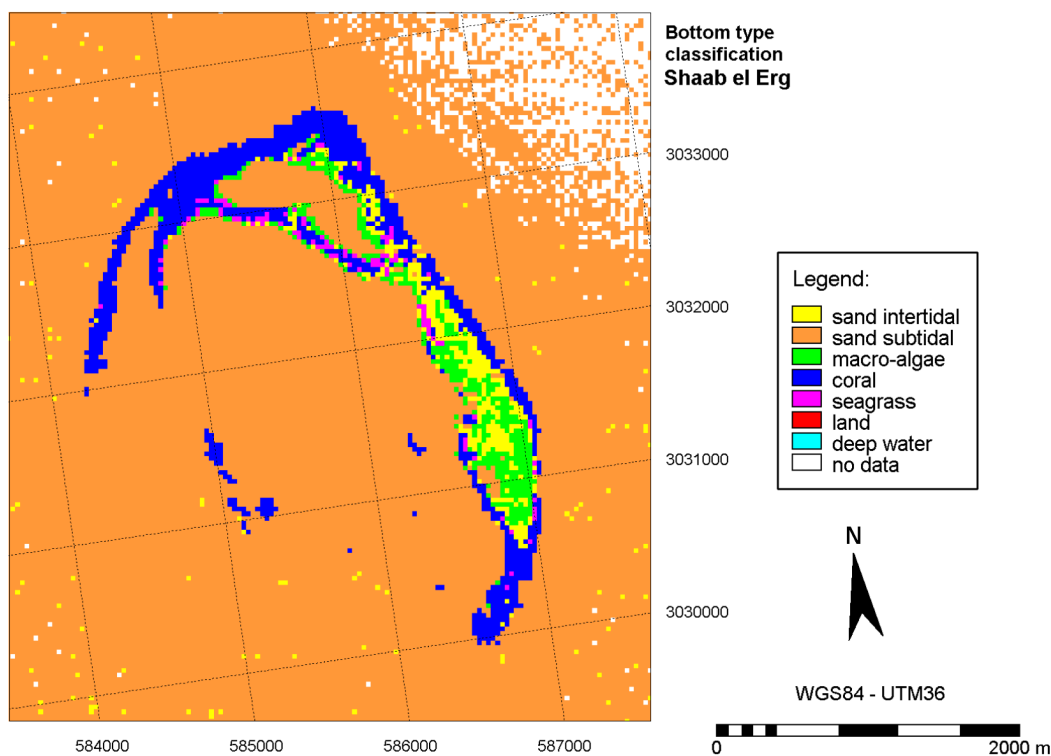 Bottom type
classification
Shaab el Erg
3033000
3032000
3031000
3030000
584000
585000
586000
587000
Legend:
sand intertidal
sand subtidal
macro-algae
coral
seagrass
land
deep water
no data
N
WGS84 - UTM36
0
2000 m